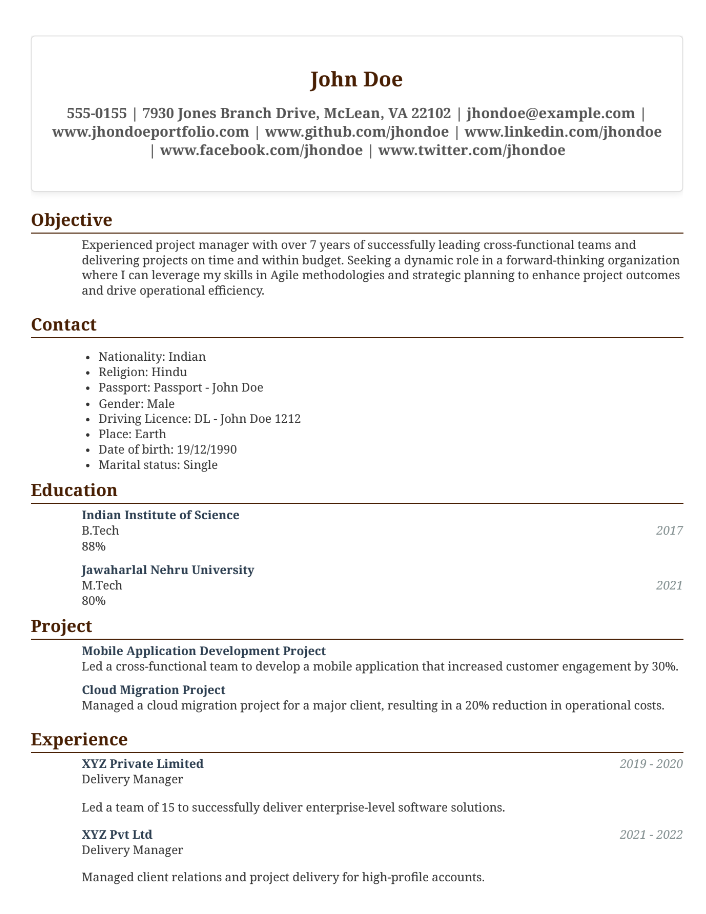 John Doe
555-0155 | 7930 Jones Branch Drive, McLean, VA 22102 | jhondoe@example.com |
www.jhondoeportfolio.com | www.github.com/jhondoe | www.linkedin.com/jhondoe
| www.facebook.com/jhondoe | www.twitter.com/jhondoe
Objective
Experienced project manager with over 7 years of successfully leading cross-functional teams and
delivering projects on time and within budget. Seeking a dynamic role in a forward-thinking organization
where I can leverage my skills in Agile methodologies and strategic planning to enhance project outcomes
and drive operational efficiency.
Contact
• Nationality: Indian
• Religion: Hindu
• Passport: Passport - John Doe
• Gender: Male
• Driving Licence: DL - John Doe 1212
• Place: Earth
• Date of birth: 19/12/1990
• Marital status: Single
Education
Indian Institute of Science
B.Tech 2017
88%
Jawaharlal Nehru University
M.Tech 2021
80%
Project
Mobile Application Development Project
Led a cross-functional team to develop a mobile application that increased customer engagement by 30%.
Cloud Migration Project
Managed a cloud migration project for a major client, resulting in a 20% reduction in operational costs.
Experience
XYZ Private Limited 2019 - 2020
Delivery Manager
Led a team of 15 to successfully deliver enterprise-level software solutions.
XYZ Pvt Ltd 2021 - 2022
Delivery Manager
Managed client relations and project delivery for high-profile accounts.